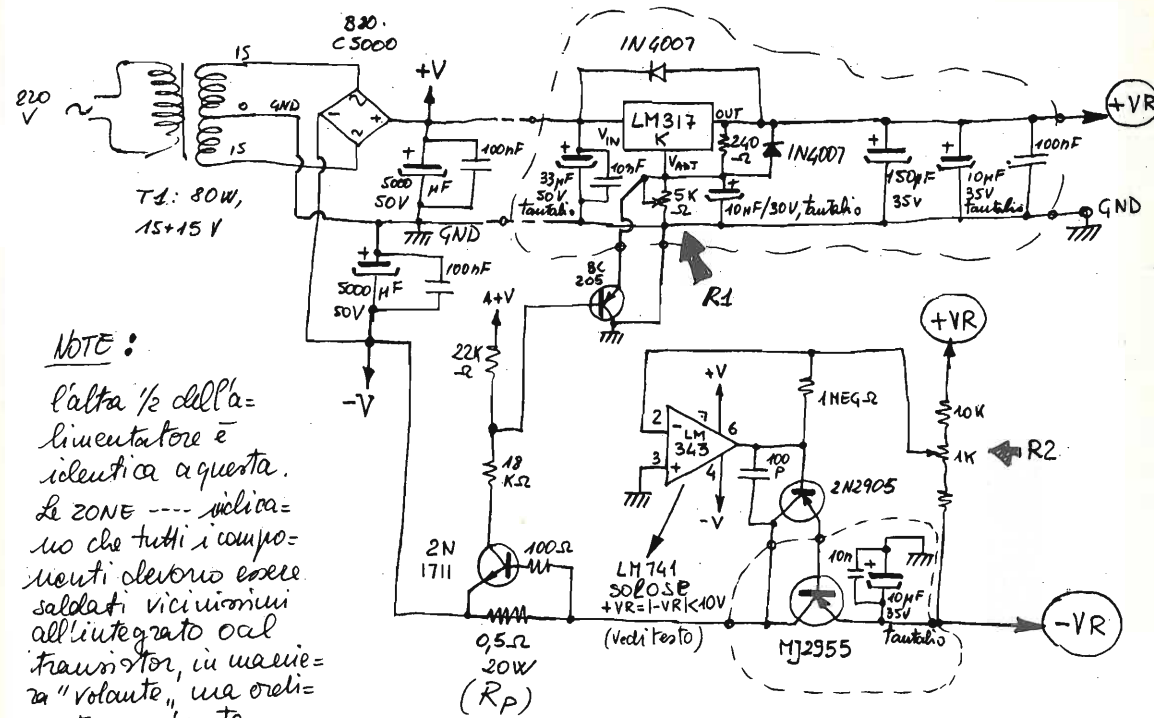 B80.
C5000
220
V
15
0
GND
15
T1: 80W,
15+15 V
+V
5000 µF
50V
100nF
GND
5000 µF
50V
100nF
-V
1N4007
LM317
K
VIN
OUT
VADJ
33µF
50V
tantalio
10nF
240
Ω
1N4007
5K
Ω
10µF/30V, tantalio
150µF
35V
10µF
35V
tantalio
100nF
+VR
GND
R1
BC
205
+V
22K
Ω
18
KΩ
2N
1711
100Ω
0,5Ω
20W
(RP)
+V
2
3
7
6
4
LM
343
-V
100
P
1MEGΩ
2N2905
LM741
SOLO SE
+VR=|-VR|<10V
(vedi testo)
MJ2955
10n
10µF
35V
tantalio
+VR
10K
1K
R2
-VR
NOTE:
l'altra 1/2 dell'a=
limentatore è
identica a questa.
Le ZONE ---- indica=
no che tutti i compo=
nenti devono essere
saldati vicinissimi
all'integrato o al
transistor, in manie=
ra "volante", ma ordi=